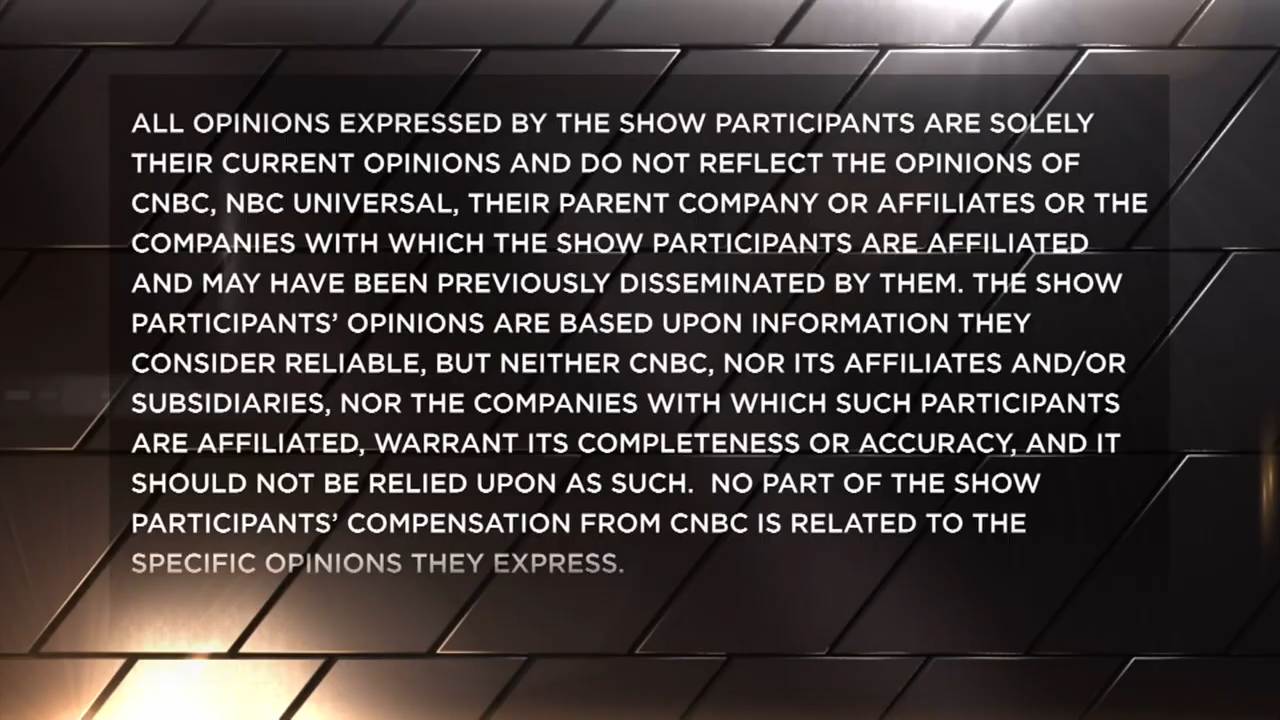 ALL OPINIONS EXPRESSED BY THE SHOW PARTICIPANTS ARE SOLELY
THEIR CURRENT OPINIONS AND DO NOT REFLECT THE OPINIONS OF
CNBC, NBC UNIVERSAL, THEIR PARENT COMPANY OR AFFILIATES OR THE
COMPANIES WITH WHICH THE SHOW PARTICIPANTS ARE AFFILIATED
AND MAY HAVE BEEN PREVIOUSLY DISSEMINATED BY THEM. THE SHOW
PARTICIPANTS’ OPINIONS ARE BASED UPON INFORMATION THEY
CONSIDER RELIABLE, BUT NEITHER CNBC, NOR ITS AFFILIATES AND/OR
SUBSIDIARIES, NOR THE COMPANIES WITH WHICH SUCH PARTICIPANTS
ARE AFFILIATED, WARRANT ITS COMPLETENESS OR ACCURACY, AND IT
SHOULD NOT BE RELIED UPON AS SUCH.  NO PART OF THE SHOW
PARTICIPANTS’ COMPENSATION FROM CNBC IS RELATED TO THE
SPECIFIC OPINIONS THEY EXPRESS.